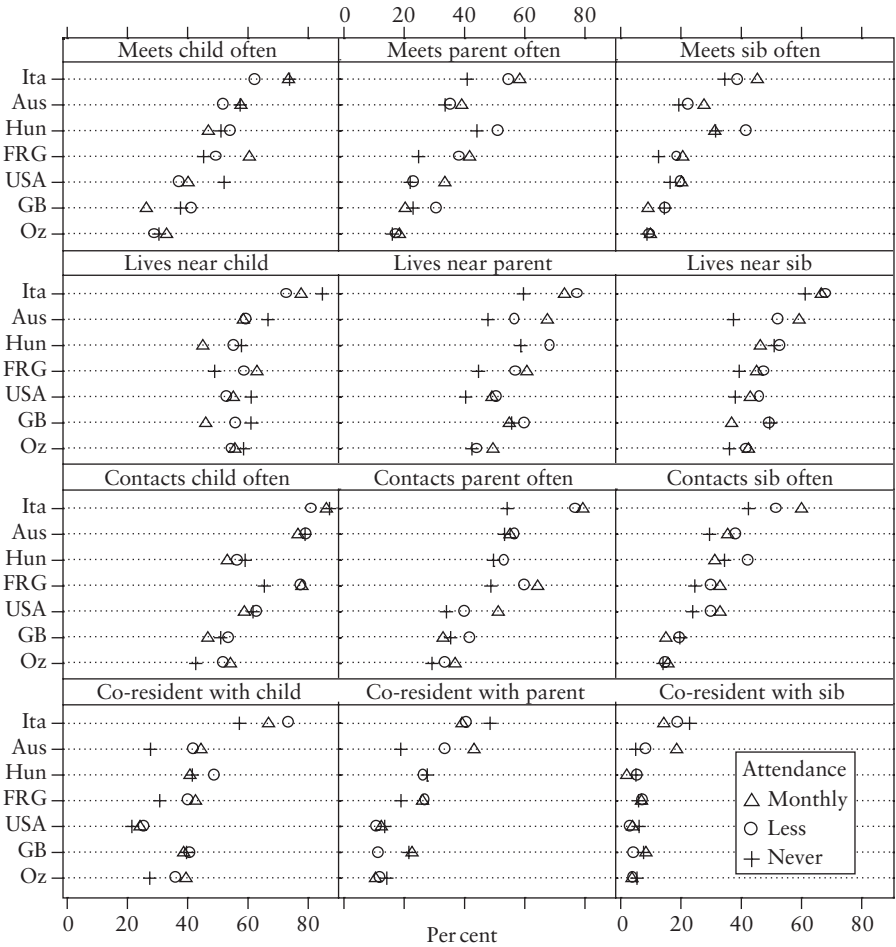 0 20 40 60 80
Meets child often Meets parent often Meets sib often
Ita
Aus
Hun
FRG
USA
GB
Oz
Lives near child Lives near parent Lives near sib
Ita
Aus
Hun
FRG
USA
GB
Oz
Contacts child often Contacts parent often Contacts sib often
Ita
Aus
Hun
FRG
USA
GB
Oz
Co-resident with child Co-resident with parent Co-resident with sib
Ita
Aus
Hun
FRG
USA
GB
Oz
Attendance
Monthly
Less
Never
0 20 40 60 80 0 20 40 60 80
Per cent